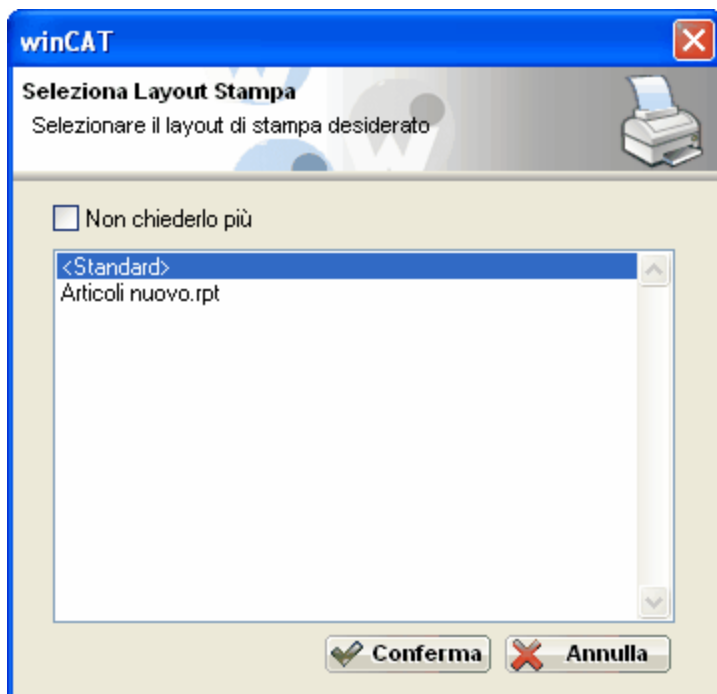 winCAT
Seleziona Layout Stampa
Selezionare il layout di stampa desiderato
Non chiederlo più
<Standard>
Articoli nuovo.rpt
Conferma
Annulla